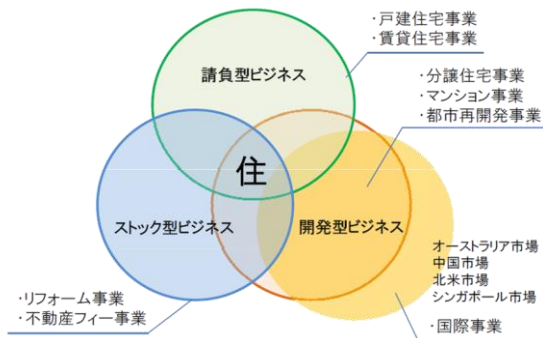 ・戸建住宅事業
・賃貸住宅事業
請負型ビジネス
・分譲住宅事業
・マンション事業
・都市再開発事業
住
ストック型ビジネス
開発型ビジネス
オーストラリア市場
中国市場
北米市場
シンガポール市場
・リフォーム事業
・不動産フィー事業
・国際事業